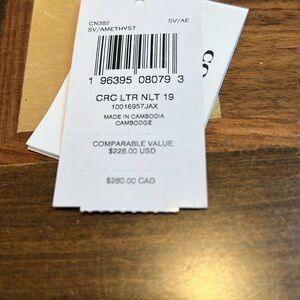 CN3B2 SV/AE
SV/AMETHYST
1 96395 08079 3
CRC LTR NLT 19
10016957JAX
MADE IN CAMBODIA
CAMBODGE
COMPARABLE VALUE
$228.00 USD
$280.00 CAD